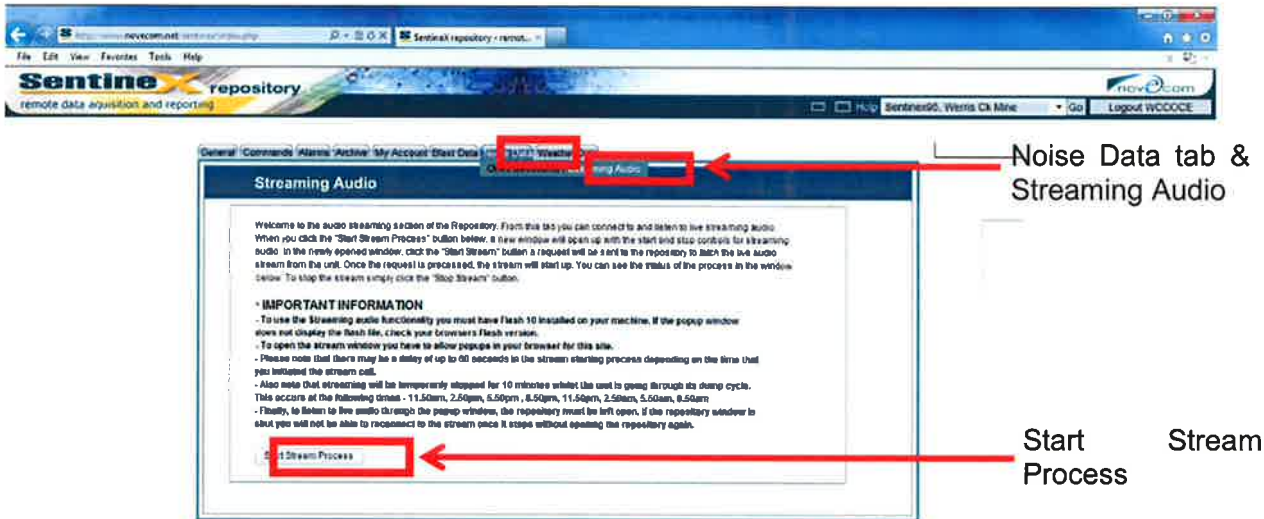 novecom.net
Sentinex repository - remot...
File Edit View Favorites Tools Help
Sentinex repository
remote data aquisition and reporting
novecom
Help Sentinex95, Werris Ck Mine Go Logout WCCOCE
General Commands Alarms Archive My Account Blast Data Weather
Streaming Audio
Noise Data tab &
Streaming Audio
Streaming Audio
Welcome to the audio streaming section of the Repository. From this tab you can connect to and listen to live streaming audio
When you click the "Start Stream Process" button below, a new window will open up with the start and stop controls for streaming
audio. In the newly opened window, click the "Start Stream" button a request will be sent to the repository to fetch the live audio
stream from the unit. Once the request is processed, the stream will start up. You can see the status of the process in the window
below. To stop the stream simply click the "Stop Stream" button.
* IMPORTANT INFORMATION
- To use the Streaming audio functionality you must have Flash 10 installed on your machine. If the popup window
does not display the flash file, check your browsers Flash version.
- To open the stream window you have to allow popups in your browser for this site.
- Please note that there may be a delay of up to 60 seconds in the stream starting process depending on the time that
you initiated the stream call.
- Also note that streaming will be temporarily stopped for 10 minutes whilst the unit is going through its dump cycle.
This occurs at the following times - 11.50am, 2.50pm, 5.50pm , 8.50pm, 11.50pm, 2.50am, 5.50am, 8.50am
- Finally, to listen to live audio through the popup window, the repository must be left open. If the repository window is
shut you will not be able to reconnect to the stream once it stops without opening the repository again.
Start Stream Process
Start Stream
Process